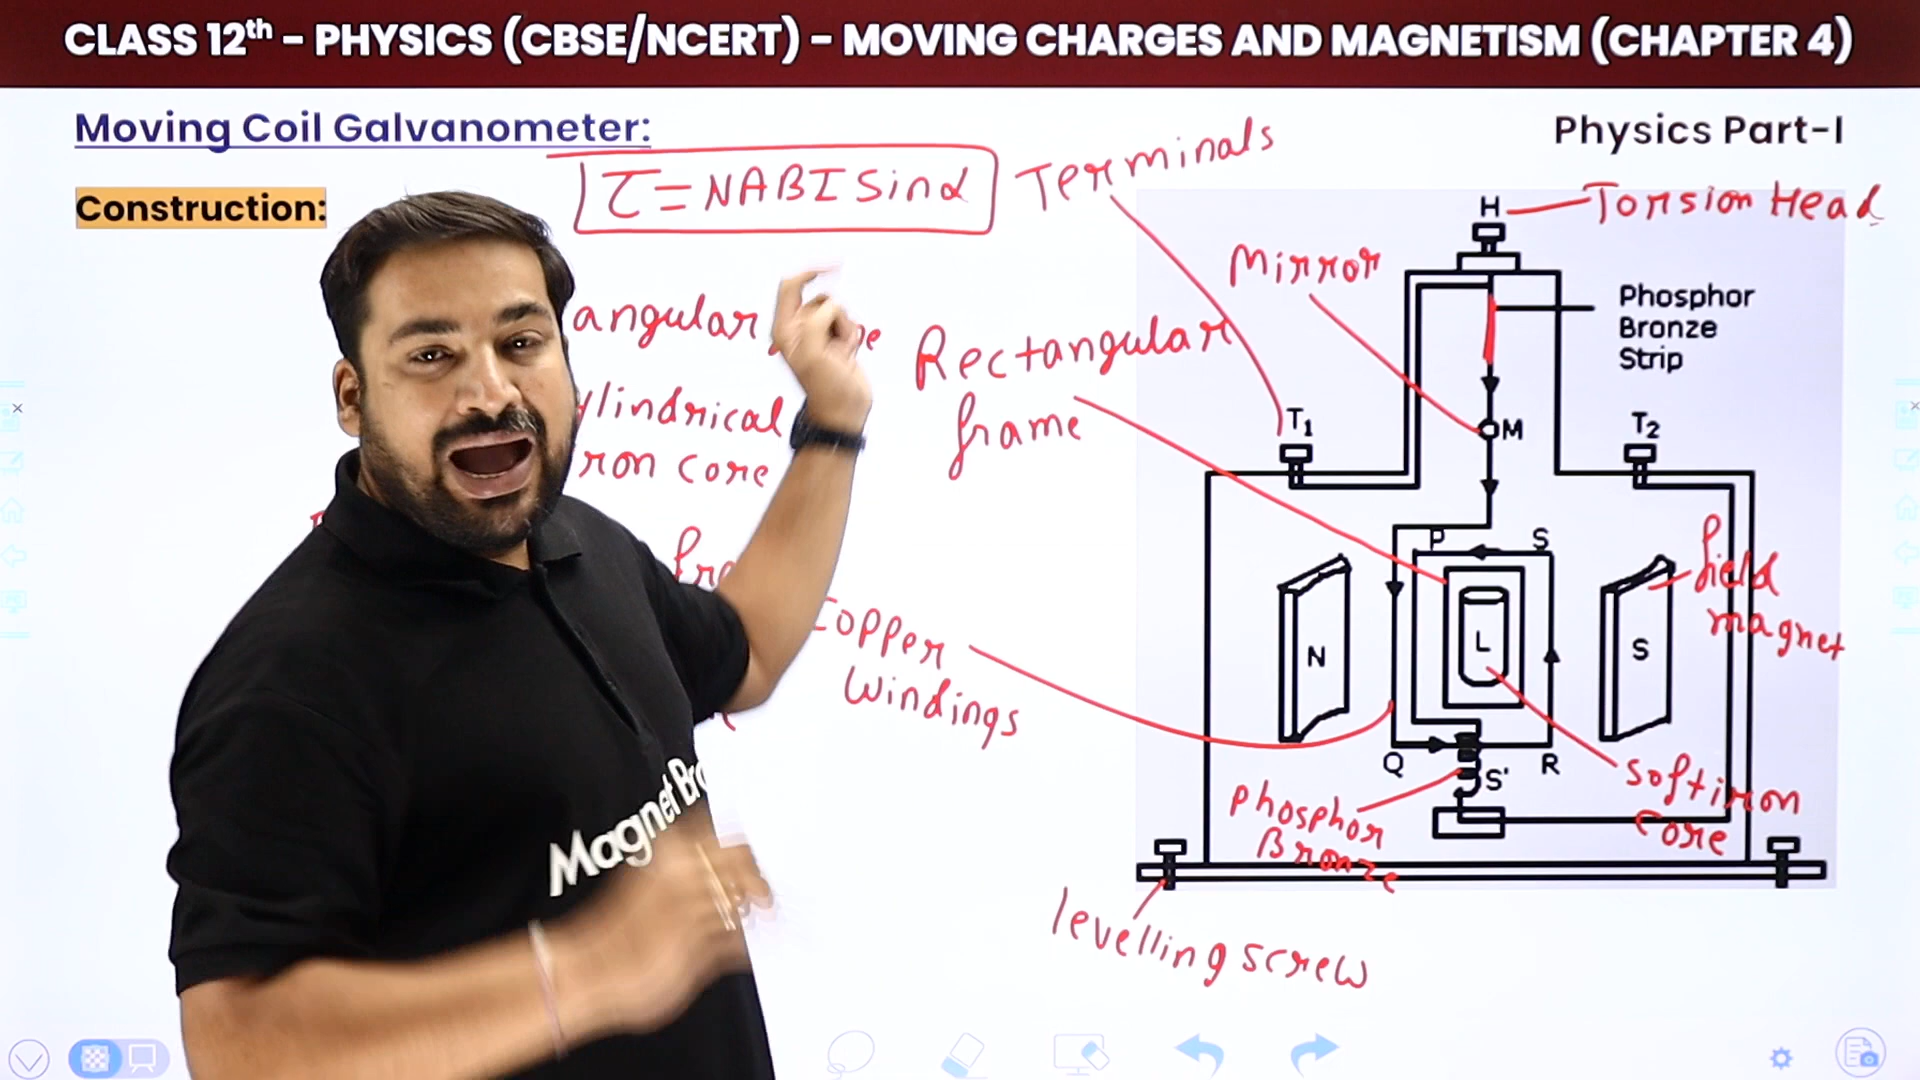 CLASS 12th – PHYSICS (CBSE/NCERT) – MOVING CHARGES AND MAGNETISM (CHAPTER 4)
Moving Coil Galvanometer:
Physics Part-I
Construction:
τ=NABI Sinα
Terminals
H
Torsion Head
Mirror
Phosphor
Bronze
Strip
angular
Rectangular
frame
ylindrical
ron core
T1
M
T2
P
S
field
magnet
N
L
S
Copper
windings
Q
S'
R
phosphor
Bronze
soft iron
core
levelling screw
Magnet Br